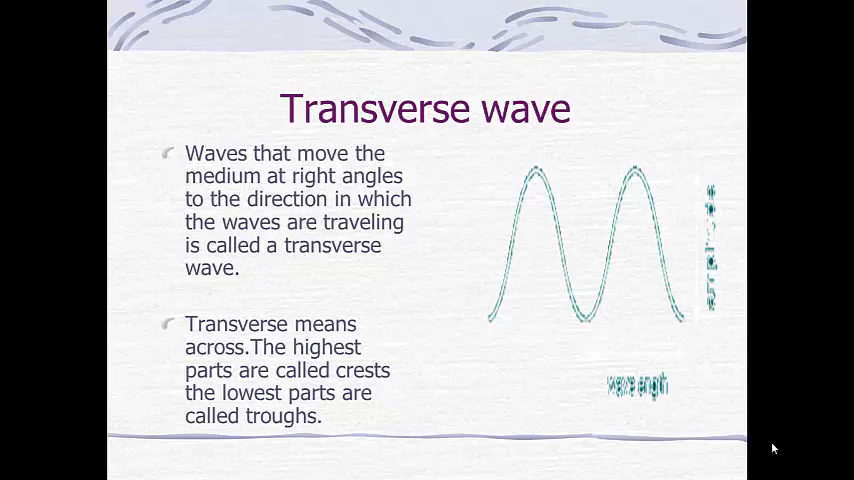 Transverse wave
Waves that move the
medium at right angles
to the direction in which
the waves are traveling
is called a transverse
wave.
Transverse means
across.The highest
parts are called crests
the lowest parts are
called troughs.
amplitude
wavelength